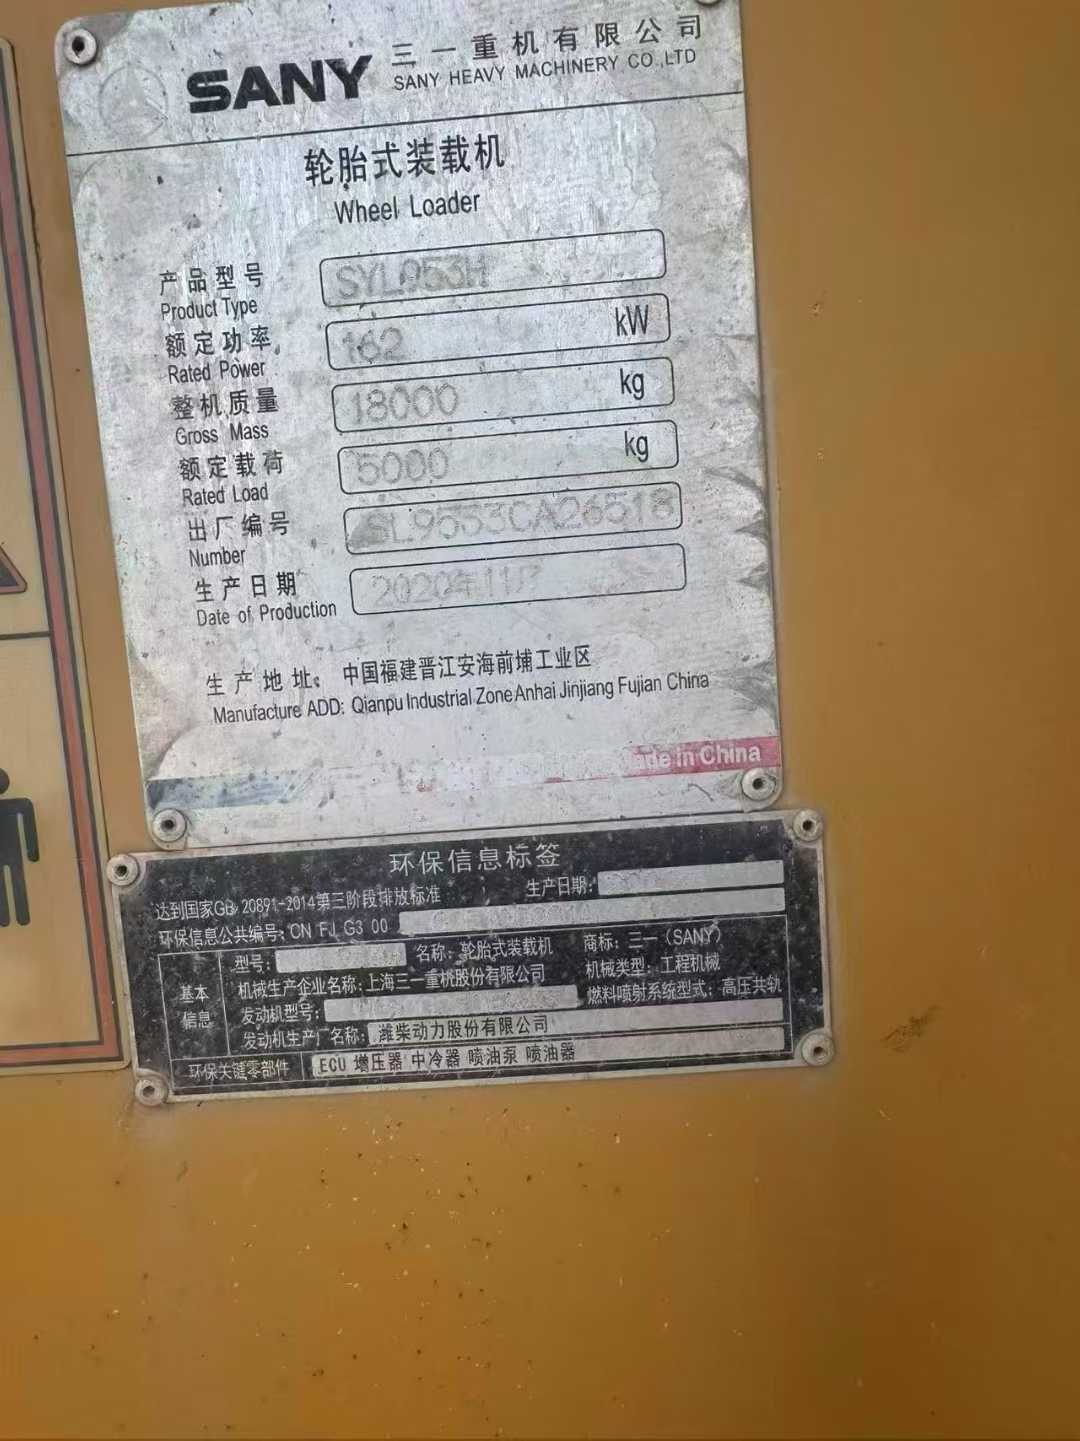 SANY 三一重机有限公司
SANY HEAVY MACHINERY CO.,LTD
轮胎式装载机
Wheel Loader
产品型号 SYL953H
Product Type
额定功率 162 kW
Rated Power
整机质量 18000 kg
Gross Mass
额定载荷 5000 kg
Rated Load
出厂编号 SL9553CA26518
Number
生产日期 2020年11月
Date of Production
生产地址: 中国福建晋江安海前埔工业区
Manufacture ADD: Qianpu Industrial Zone Anhai Jinjiang Fujian China
Made in China
环保信息标签
达到国家GB 20891-2014第三阶段排放标准 生产日期:
环保信息公共编号: CN FJ G3 00
基本信息
型号: 名称: 轮胎式装载机 商标: 三一(SANY)
机械生产企业名称: 上海三一重机股份有限公司 机械类型: 工程机械
发动机型号: 燃料喷射系统型式: 高压共轨
发动机生产厂名称: 潍柴动力股份有限公司
环保关键零部件 ECU 增压器 中冷器 喷油泵 喷油器